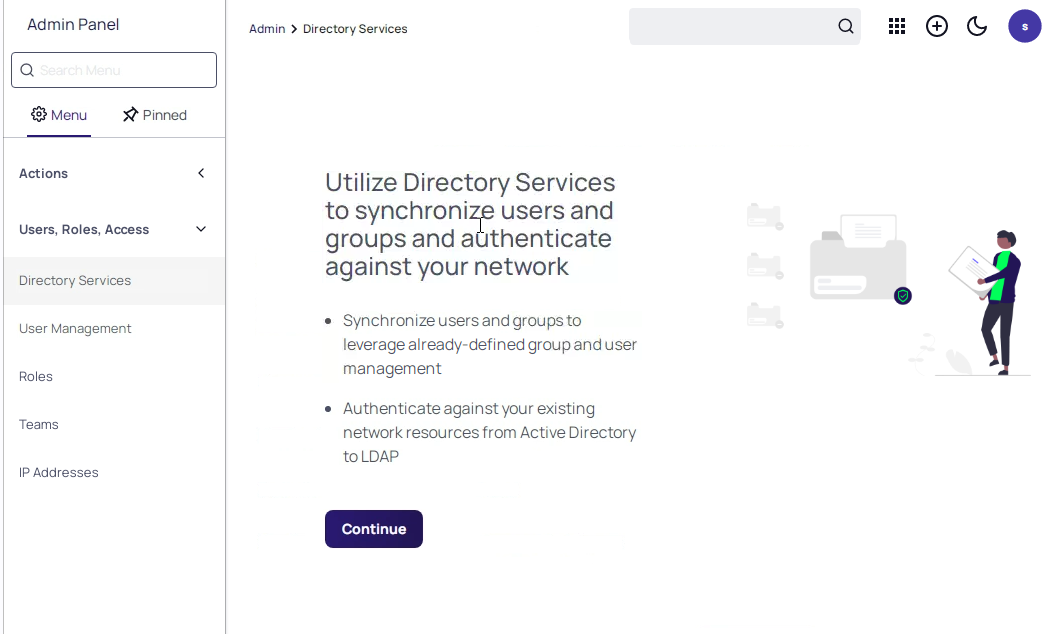 Admin Panel
Search Menu
Menu
Pinned
Actions
Users, Roles, Access
Directory Services
User Management
Roles
Teams
IP Addresses
Admin > Directory Services
s
Utilize Directory Services
to synchronize users and
groups and authenticate
against your network
• Synchronize users and groups to
leverage already-defined group and user
management
• Authenticate against your existing
network resources from Active Directory
to LDAP
Continue